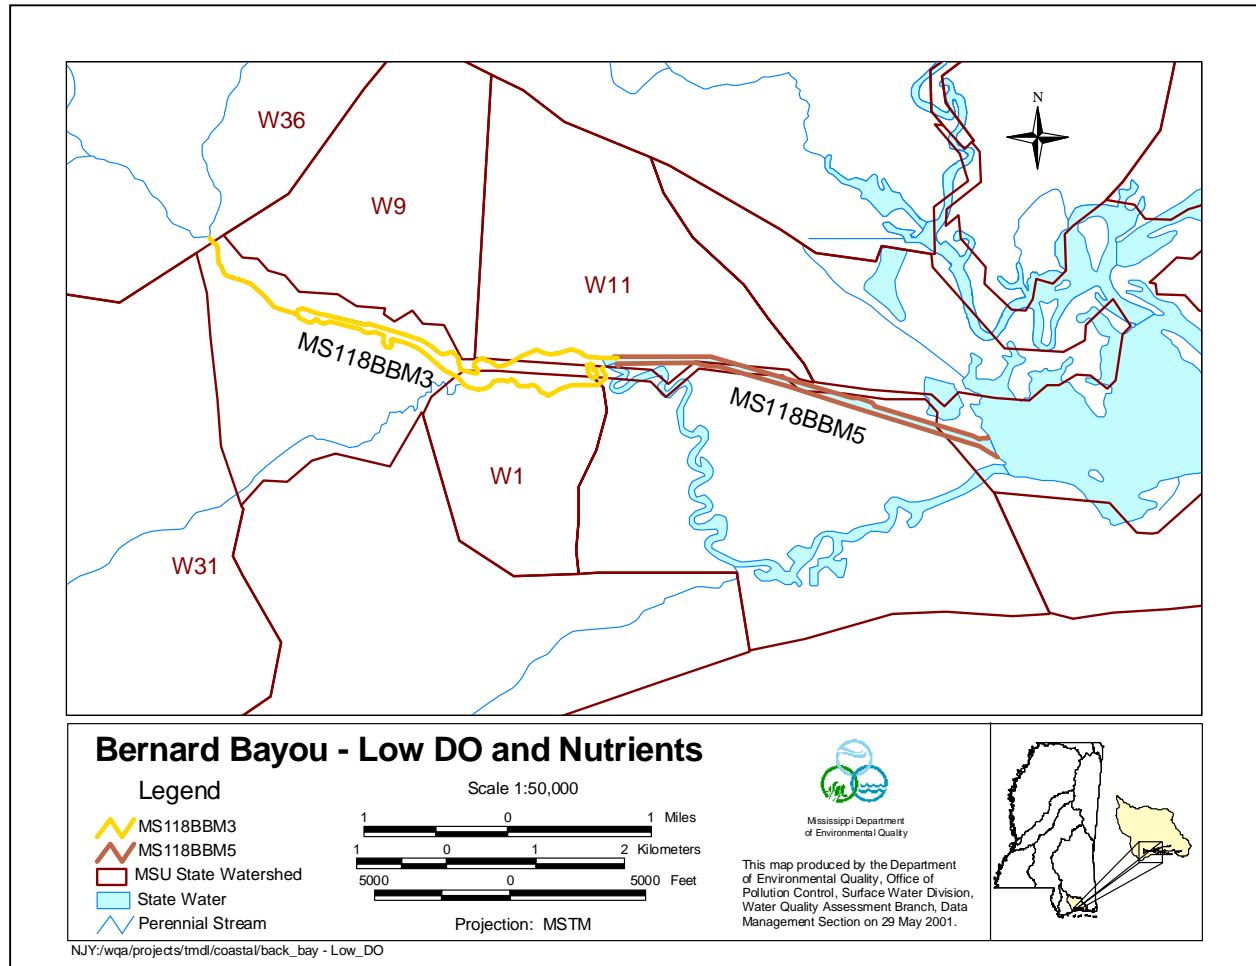 N
W36
W9
W11
MS118BBM3
MS118BBM5
W1
W31
Bernard Bayou - Low DO and Nutrients
Legend
MS118BBM3
MS118BBM5
MSU State Watershed
State Water
Perennial Stream
Scale 1:50,000
1 0 1 Miles
1 0 1 2 Kilometers
5000 0 5000 Feet
Projection: MSTM
Mississippi Department
of Environmental Quality
This map produced by the Department
of Environmental Quality, Office of
Pollution Control, Surface Water Division,
Water Quality Assessment Branch, Data
Management Section on 29 May 2001.
NJY:/wqa/projects/tmdl/coastal/back_bay - Low_DO